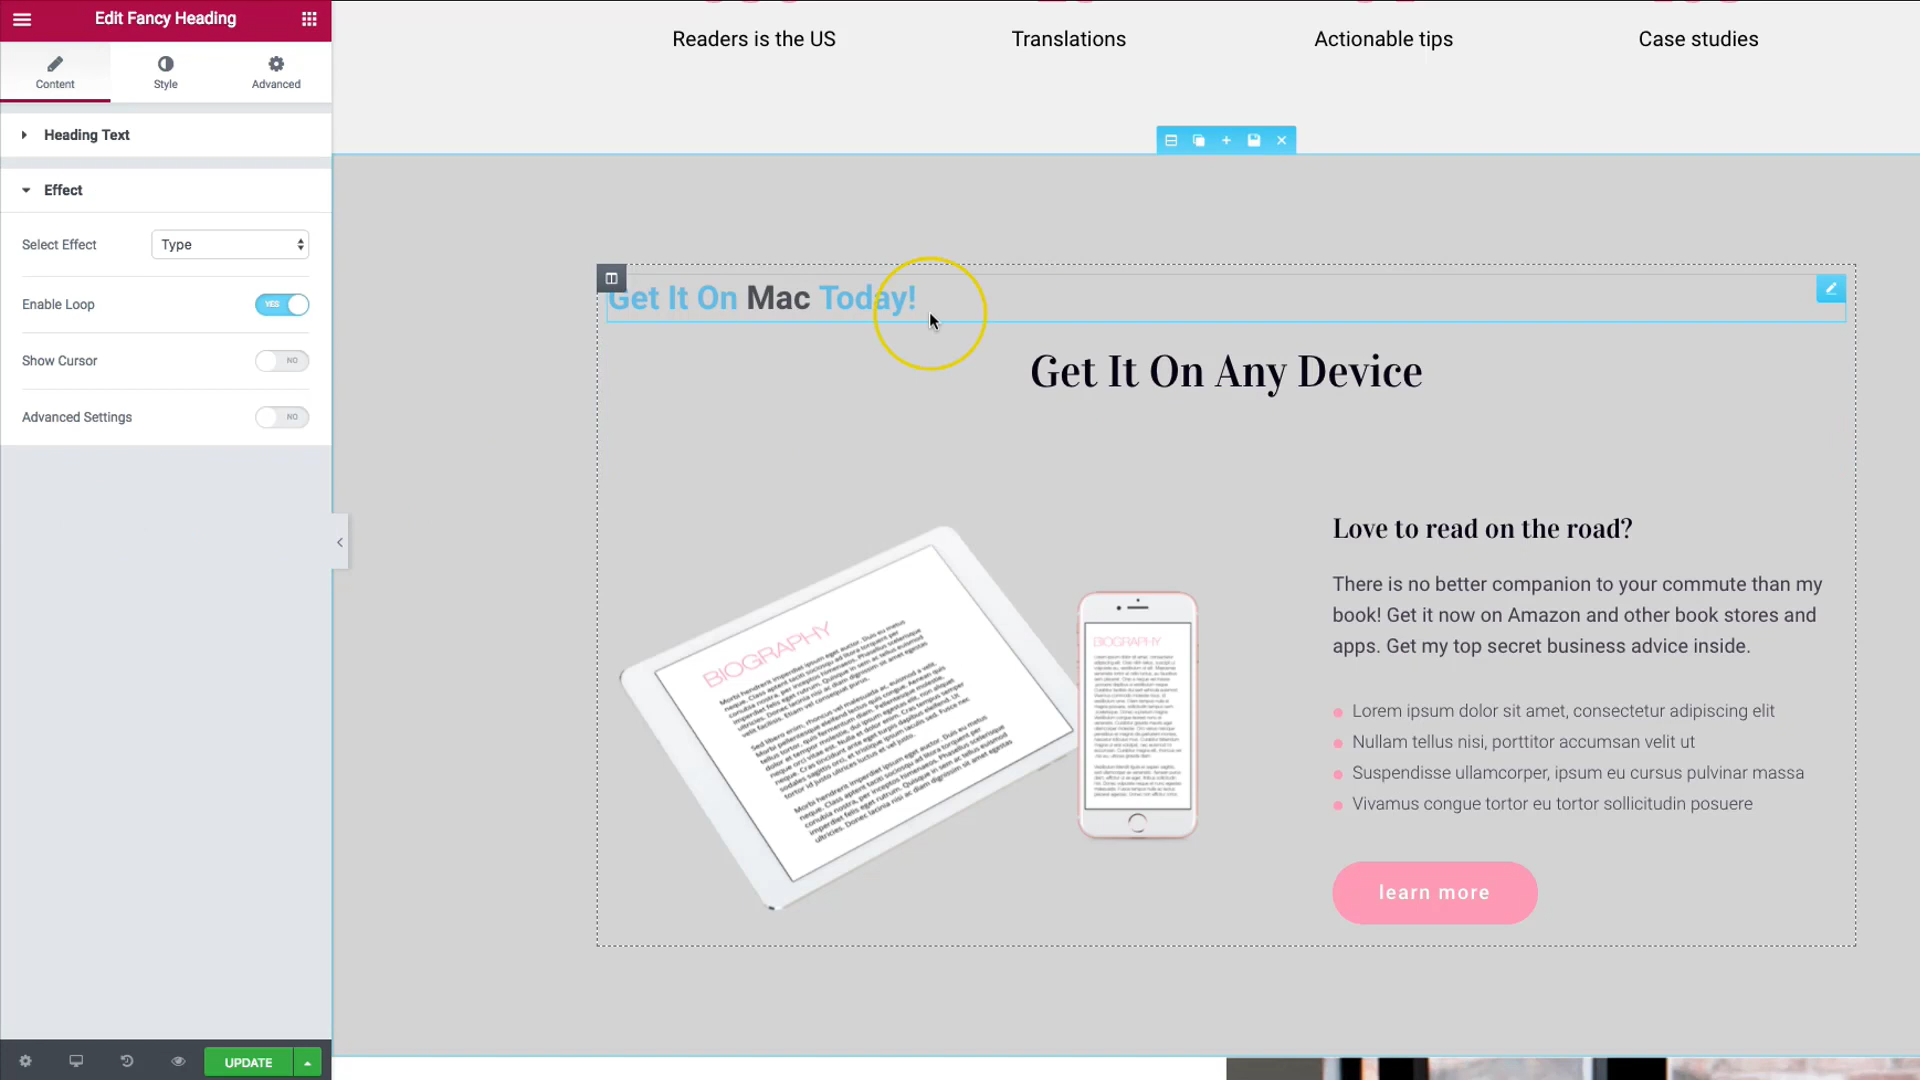 Edit Fancy Heading
Content
Style
Advanced
Heading Text
Effect
Select Effect
Type
Enable Loop
YES
Show Cursor
NO
Advanced Settings
NO
UPDATE
Readers is the US
Translations
Actionable tips
Case studies
Get It On Mac Today!
Get It On Any Device
BIOGRAPHY
BIOGRAPHY
Love to read on the road?
There is no better companion to your commute than my
book! Get it now on Amazon and other book stores and
apps. Get my top secret business advice inside.
Lorem ipsum dolor sit amet, consectetur adipiscing elit
Nullam tellus nisi, porttitor accumsan velit ut
Suspendisse ullamcorper, ipsum eu cursus pulvinar massa
Vivamus congue tortor eu tortor sollicitudin posuere
learn more